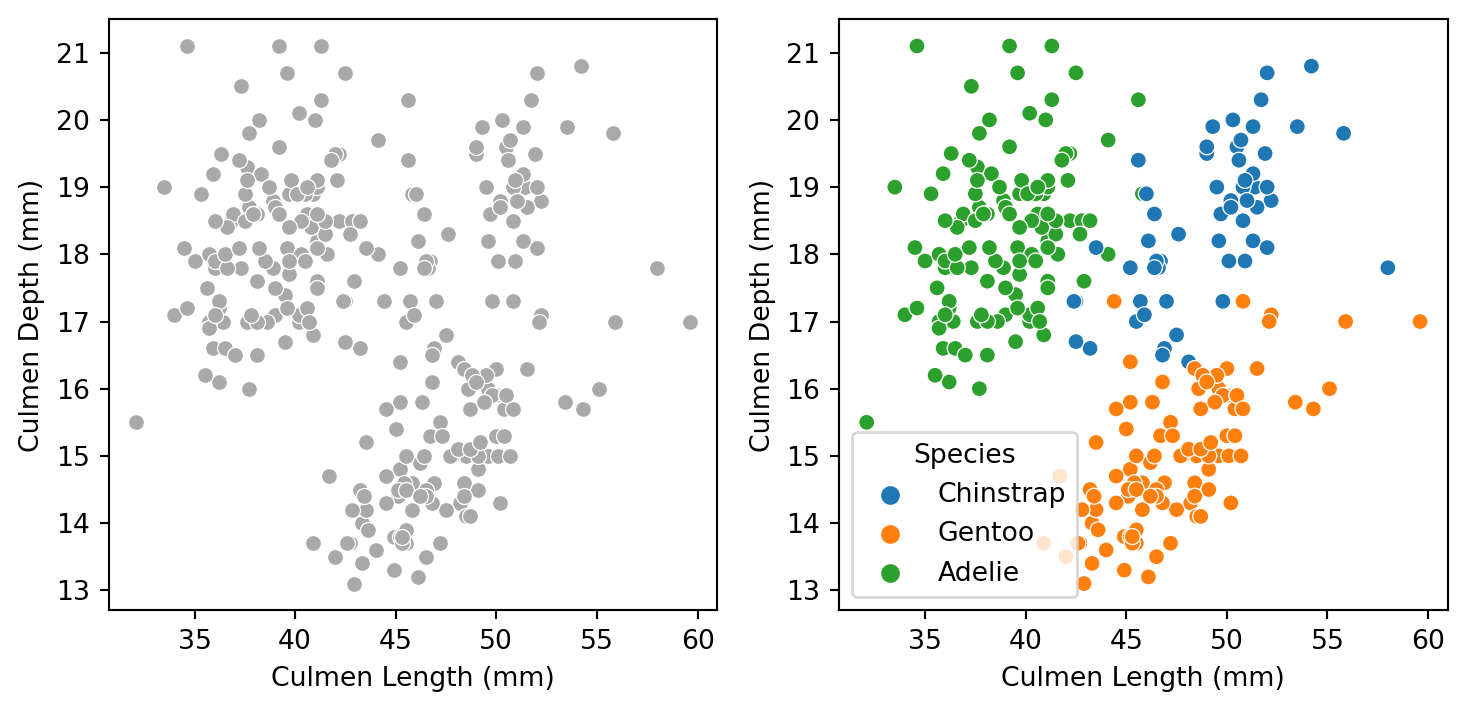 21
20
19
18
17
16
15
14
13
Culmen Depth (mm)
35 40 45 50 55 60
Culmen Length (mm)
21
20
19
18
17
16
15
14
13
Culmen Depth (mm)
Species
Chinstrap
Gentoo
Adelie
35 40 45 50 55 60
Culmen Length (mm)